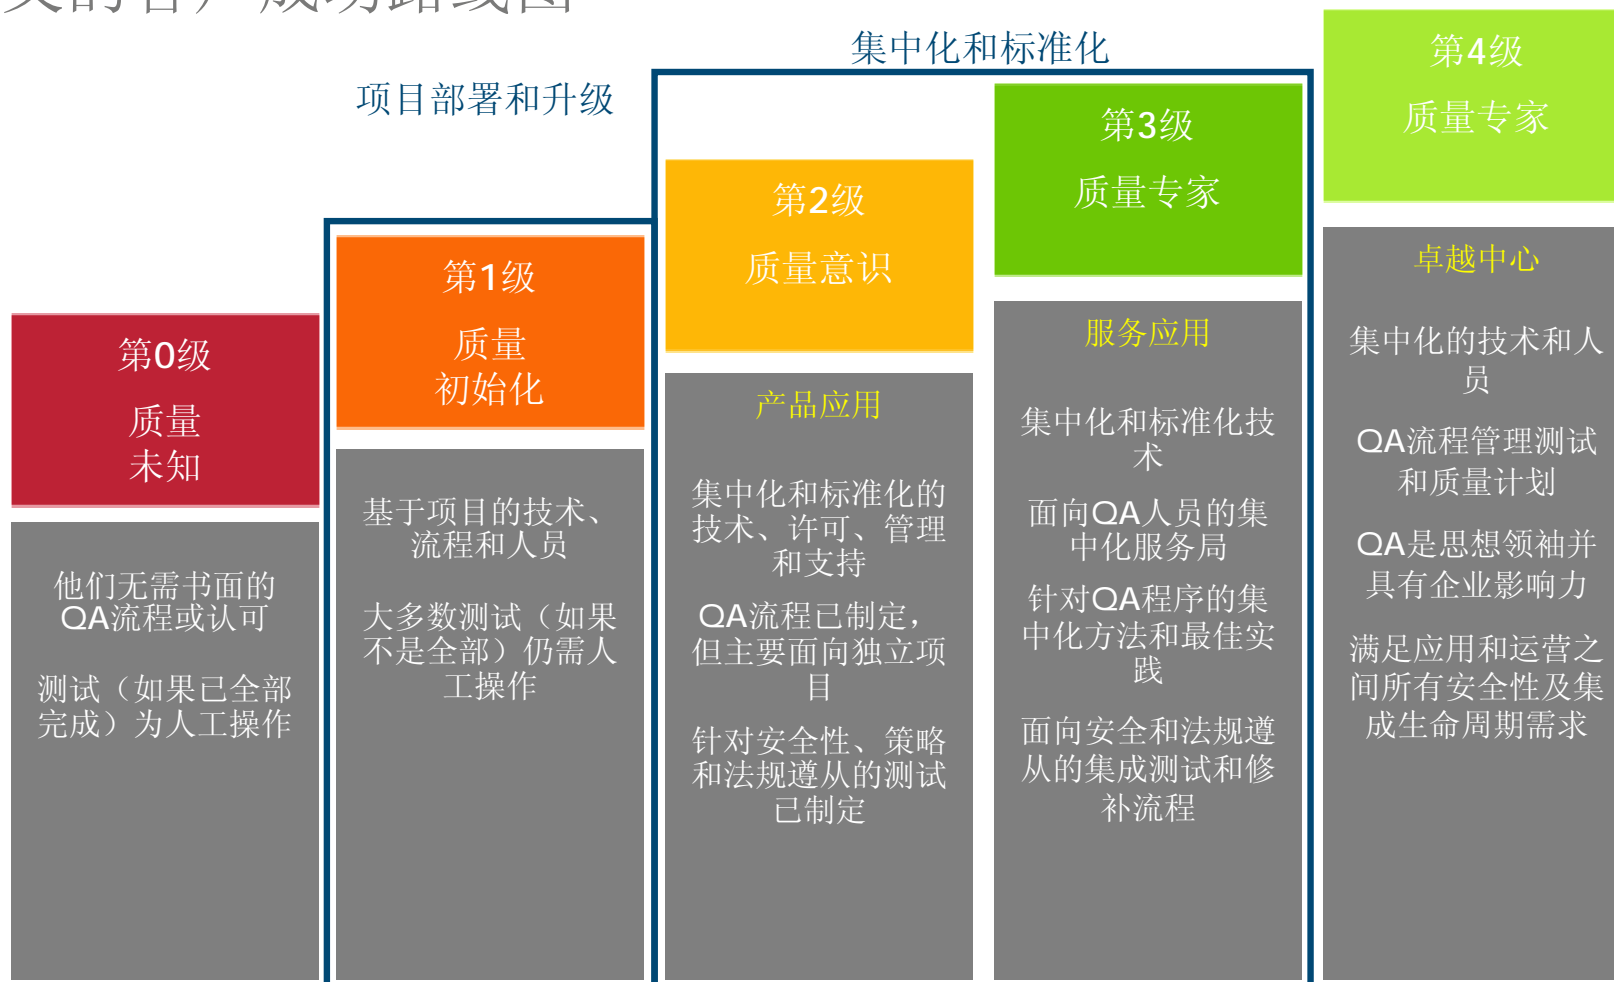 类的客户成功路线图
集中化和标准化
项目部署和升级
第0级
质量
未知
他们无需书面的
QA流程或认可
测试（如果已全部
完成）为人工操作
第1级
质量
初始化
基于项目的技术、
流程和人员
大多数测试（如果
不是全部）仍需人
工操作
第2级
质量意识
产品应用
集中化和标准化的
技术、许可、管理
和支持
QA流程已制定，
但主要面向独立项
目
针对安全性、策略
和法规遵从的测试
已制定
第3级
质量专家
服务应用
集中化和标准化技
术
面向QA人员的集
中化服务局
针对QA程序的集
中化方法和最佳实
践
面向安全和法规遵
从的集成测试和修
补流程
第4级
质量专家
卓越中心
集中化的技术和人
员
QA流程管理测试
和质量计划
QA是思想领袖并
具有企业影响力
满足应用和运营之
间所有安全性及集
成生命周期需求